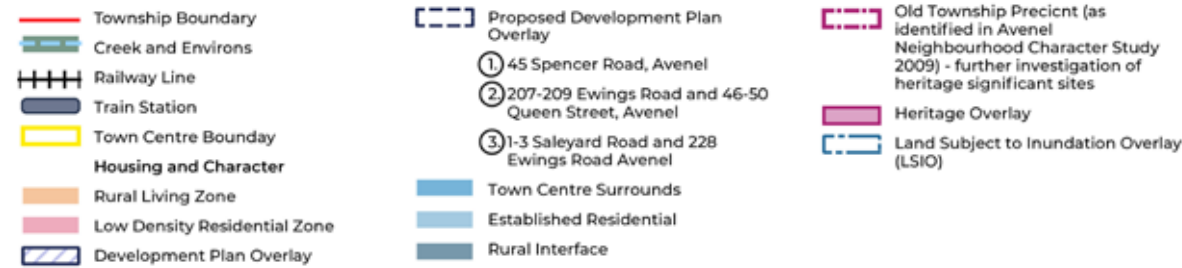 Township Boundary
Creek and Environs
Railway Line
Train Station
Town Centre Bounday
Housing and Character
Rural Living Zone
Low Density Residential Zone
Development Plan Overlay
Proposed Development Plan
Overlay
1. 45 Spencer Road, Avenel
2. 207-209 Ewings Road and 46-50
Queen Street, Avenel
3. 1-3 Saleyard Road and 228
Ewings Road Avenel
Town Centre Surrounds
Established Residential
Rural Interface
Old Township Precicnt (as
identified in Avenel
Neighbourhood Character Study
2009) - further investigation of
heritage significant sites
Heritage Overlay
Land Subject to Inundation Overlay
(LSIO)